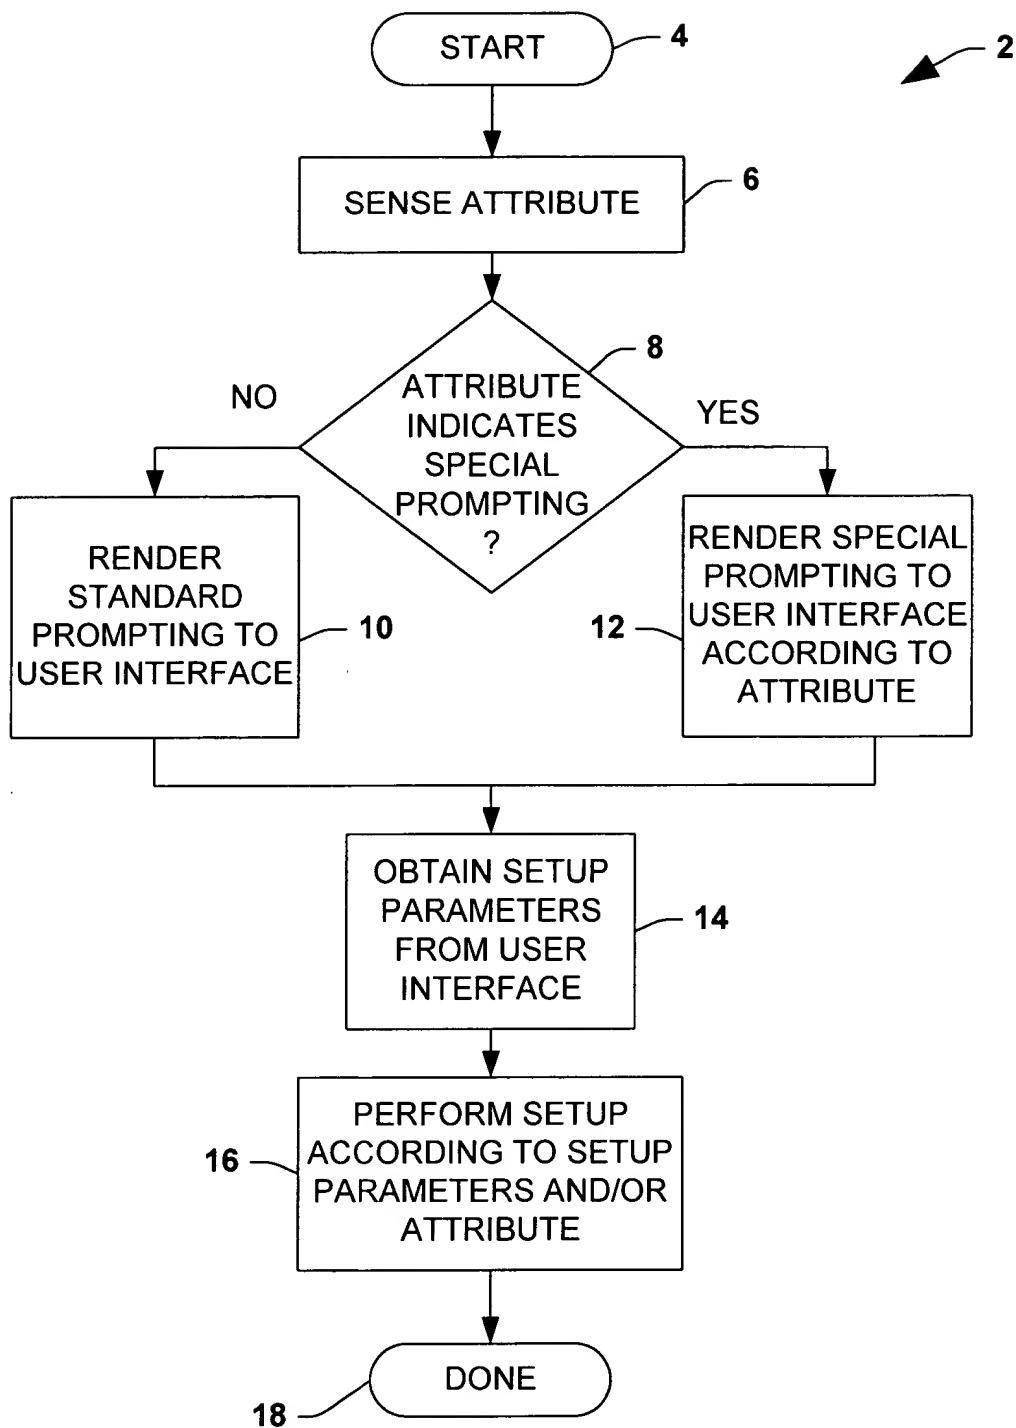 START
4
2
SENSE ATTRIBUTE
6
8
ATTRIBUTE
INDICATES
SPECIAL
PROMPTING
?
NO
YES
RENDER
STANDARD
PROMPTING TO
USER INTERFACE
10
RENDER SPECIAL
PROMPTING TO
USER INTERFACE
ACCORDING TO
ATTRIBUTE
12
OBTAIN SETUP
PARAMETERS
FROM USER
INTERFACE
14
PERFORM SETUP
ACCORDING TO SETUP
PARAMETERS AND/OR
ATTRIBUTE
16
DONE
18